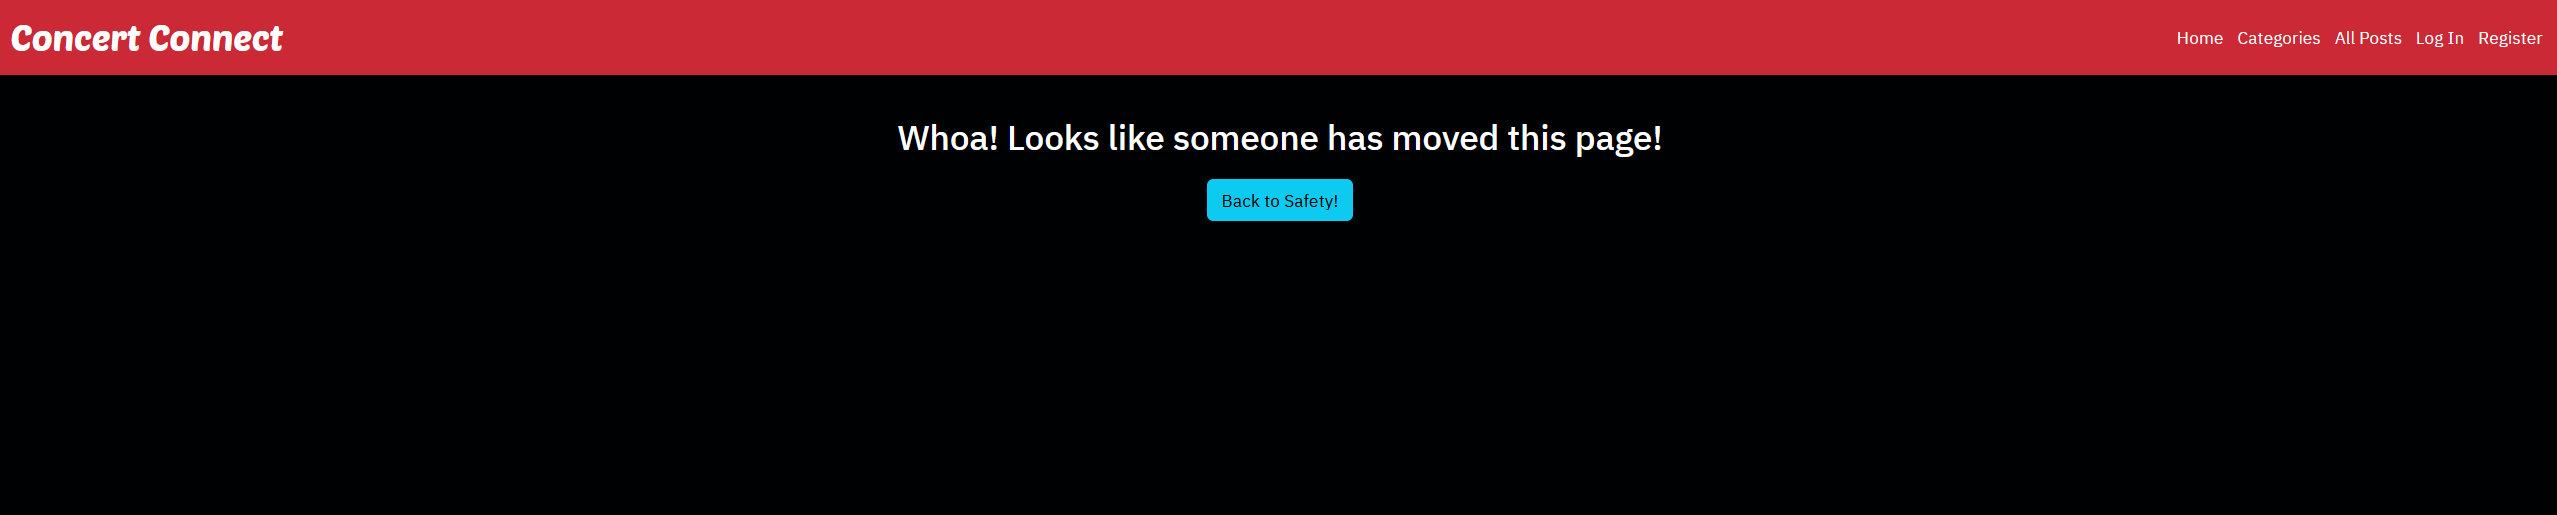 Concert Connect
Home Categories All Posts Log In Register
Whoa! Looks like someone has moved this page!
Back to Safety!